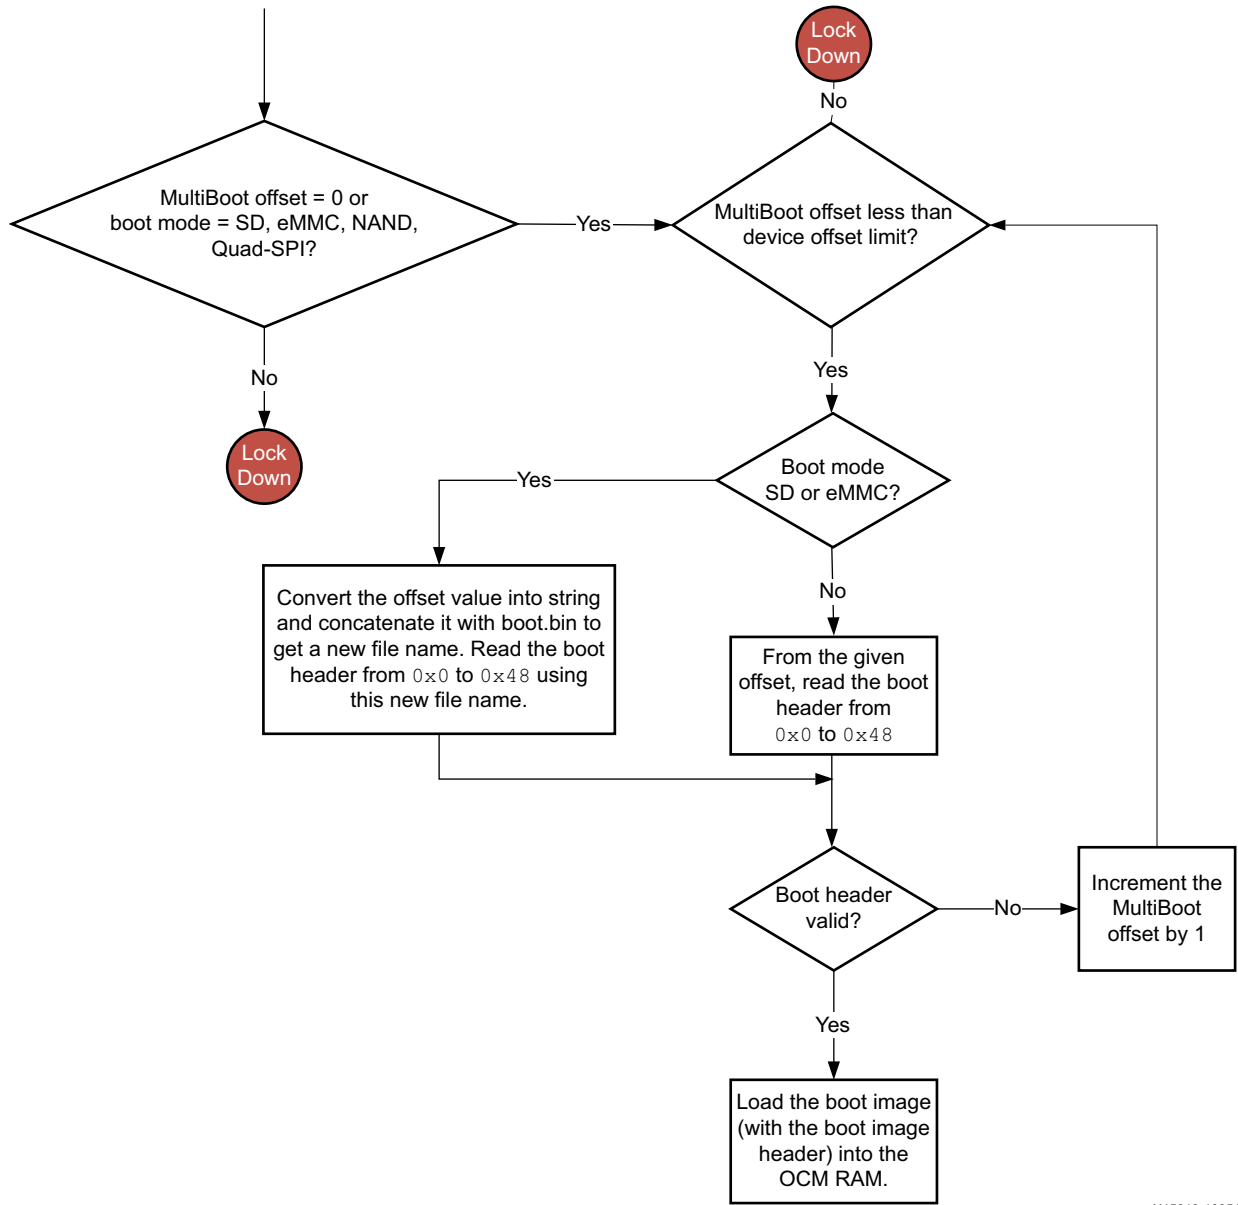 Lock
Down
No
MultiBoot offset = 0 or
boot mode = SD, eMMC, NAND,
Quad-SPI?
Yes
MultiBoot offset less than
device offset limit?
No
Lock
Down
Yes
Boot mode
SD or eMMC?
Yes
No
Convert the offset value into string
and concatenate it with boot.bin to
get a new file name. Read the boot
header from 0x0 to 0x48 using
this new file name.
From the given
offset, read the boot
header from
0x0 to 0x48
Boot header
valid?
No
Increment the
MultiBoot
offset by 1
Yes
Load the boot image
(with the boot image
header) into the
OCM RAM.